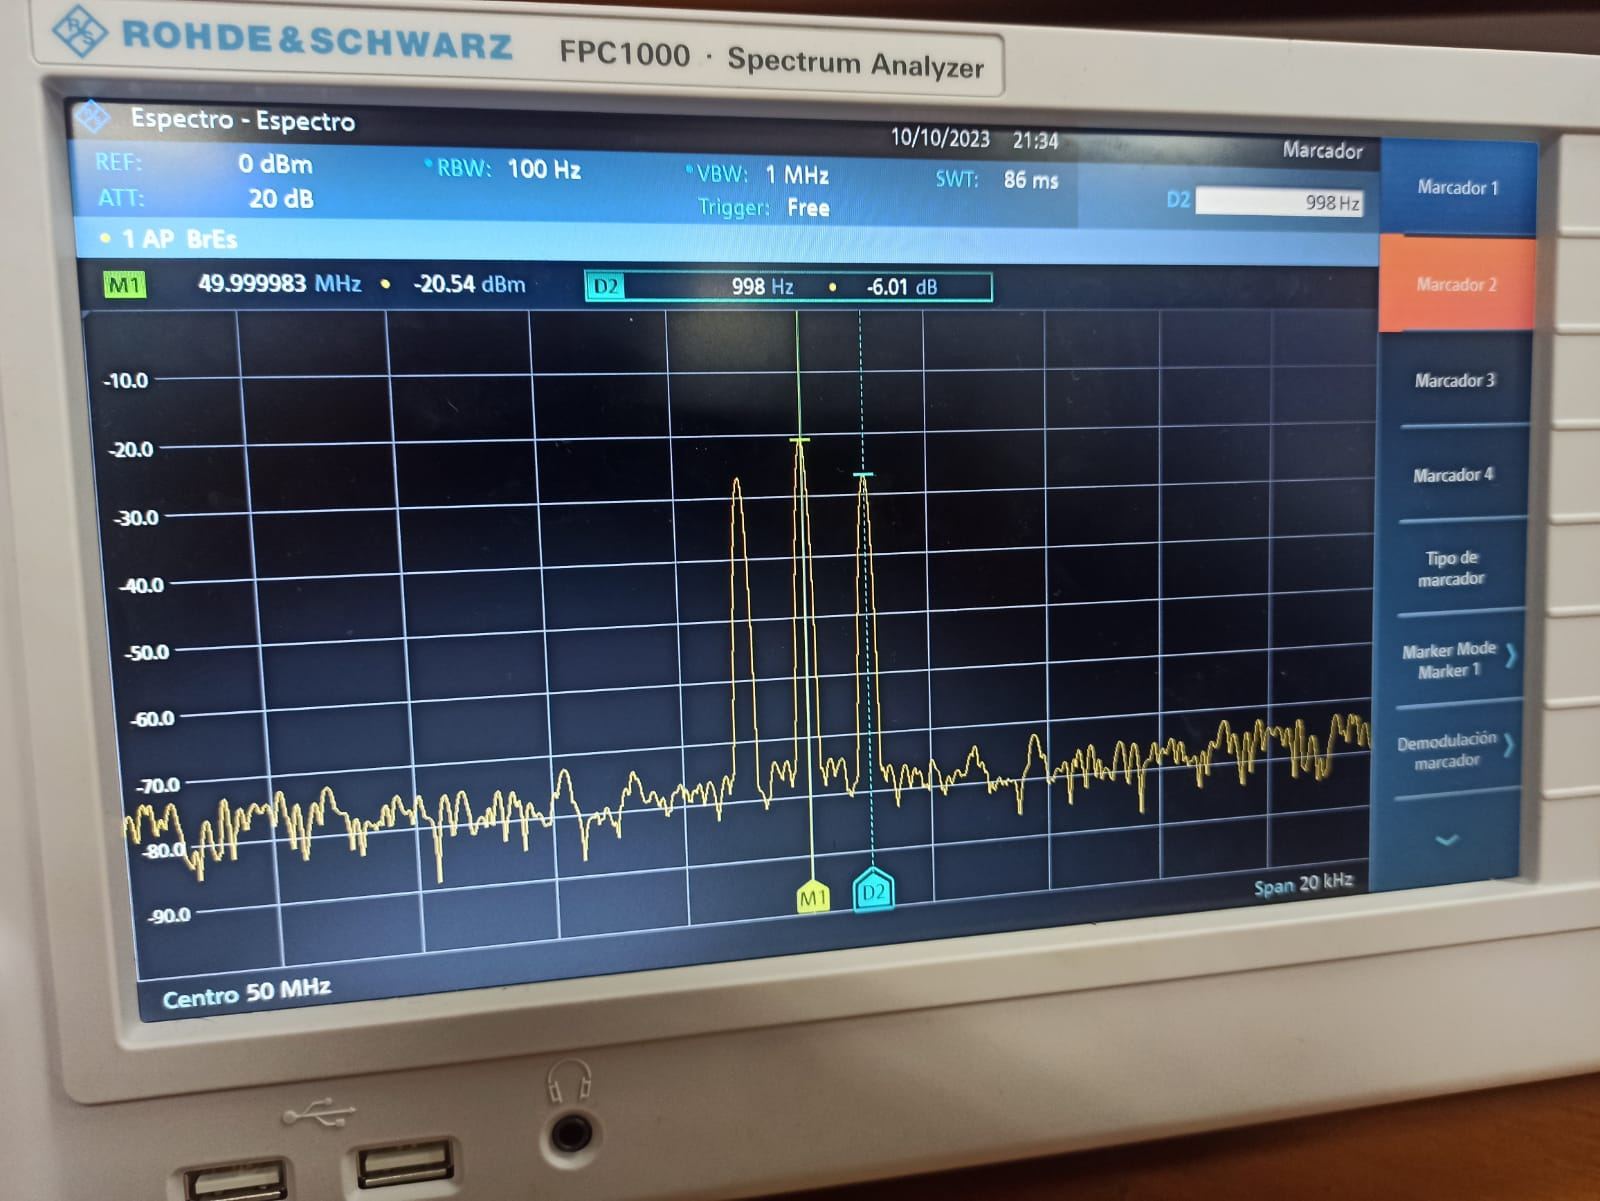 ROHDE&SCHWARZ FPC1000 · Spectrum Analyzer
Espectro - Espectro
10/10/2023 21:34 Marcador
REF: 0 dBm RBW: 100 Hz VBW: 1 MHz SWT: 86 ms
ATT: 20 dB Trigger: Free
D2 998 Hz
1 AP BrEs
M1 49.999983 MHz -20.54 dBm D2 998 Hz -6.01 dB
-10.0
-20.0
-30.0
-40.0
-50.0
-60.0
-70.0
-80.0
-90.0
M1 D2
Centro 50 MHz Span 20 kHz
Marcador 1
Marcador 2
Marcador 3
Marcador 4
Tipo de
marcador
Marker Mode
Marker 1
Demodulación
marcador